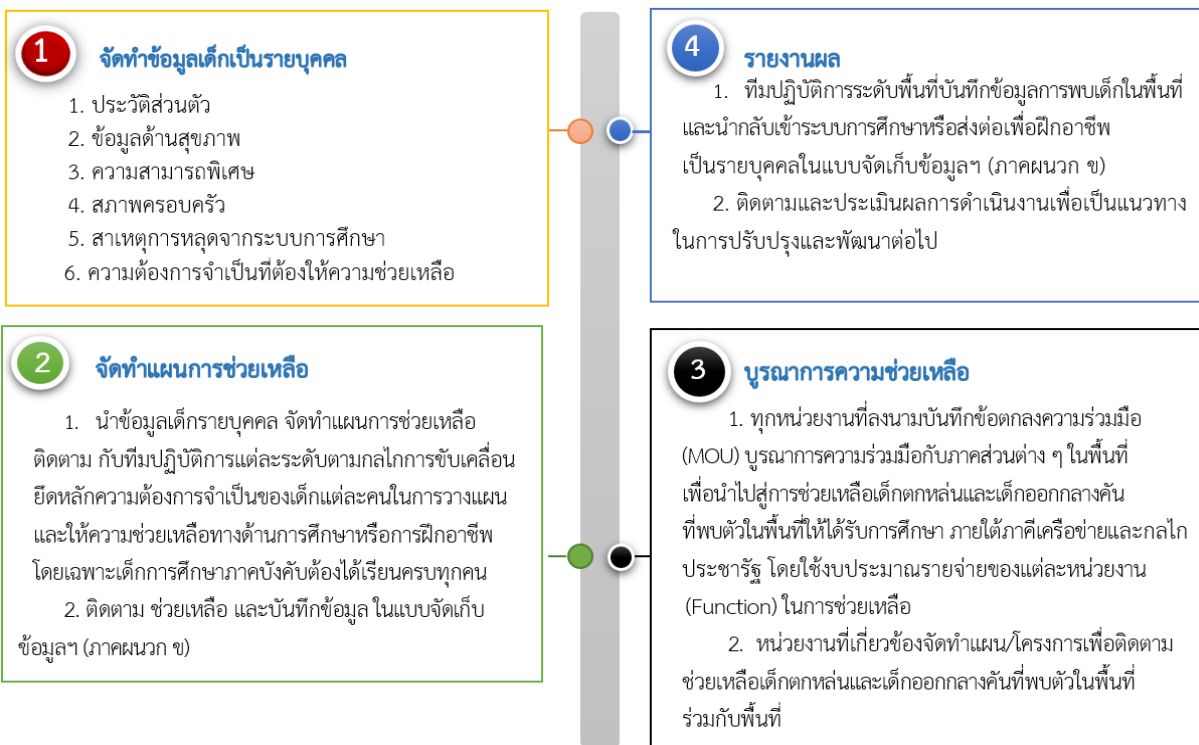 1
จัดทำข้อมูลเด็กเป็นรายบุคคล
1. ประวัติส่วนตัว
2. ข้อมูลด้านสุขภาพ
3. ความสามารถพิเศษ
4. สภาพครอบครัว
5. สาเหตุการหลุดจากระบบการศึกษา
6. ความต้องการจำเป็นที่ต้องให้ความช่วยเหลือ
2
จัดทำแผนการช่วยเหลือ
1. นำข้อมูลเด็กรายบุคคล จัดทำแผนการช่วยเหลือ
ติดตาม กับทีมปฏิบัติการแต่ละระดับตามกลไกการขับเคลื่อน
ยึดหลักความต้องการจำเป็นของเด็กแต่ละคนในการวางแผน
และให้ความช่วยเหลือทางด้านการศึกษาหรือการฝึกอาชีพ
โดยเฉพาะเด็กการศึกษาภาคบังคับต้องได้เรียนครบทุกคน
2. ติดตาม ช่วยเหลือ และบันทึกข้อมูล ในแบบจัดเก็บ
ข้อมูลฯ (ภาคผนวก ข)
3
บูรณาการความช่วยเหลือ
1. ทุกหน่วยงานที่ลงนามบันทึกข้อตกลงความร่วมมือ
(MOU) บูรณาการความร่วมมือกับภาคส่วนต่าง ๆ ในพื้นที่
เพื่อนำไปสู่การช่วยเหลือเด็กตกหล่นและเด็กออกกลางคัน
ที่พบตัวในพื้นที่ให้ได้รับการศึกษา ภายใต้ภาคีเครือข่ายและกลไก
ประชารัฐ โดยใช้งบประมาณรายจ่ายของแต่ละหน่วยงาน
(Function) ในการช่วยเหลือ
2. หน่วยงานที่เกี่ยวข้องจัดทำแผน/โครงการเพื่อติดตาม
ช่วยเหลือเด็กตกหล่นและเด็กออกกลางคันที่พบตัวในพื้นที่
ร่วมกับพื้นที่
4
รายงานผล
1. ทีมปฏิบัติการระดับพื้นที่บันทึกข้อมูลการพบเด็กในพื้นที่
และนำกลับเข้าระบบการศึกษาหรือส่งต่อเพื่อฝึกอาชีพ
เป็นรายบุคคลในแบบจัดเก็บข้อมูลฯ (ภาคผนวก ข)
2. ติดตามและประเมินผลการดำเนินงานเพื่อเป็นแนวทาง
ในการปรับปรุงและพัฒนาต่อไป